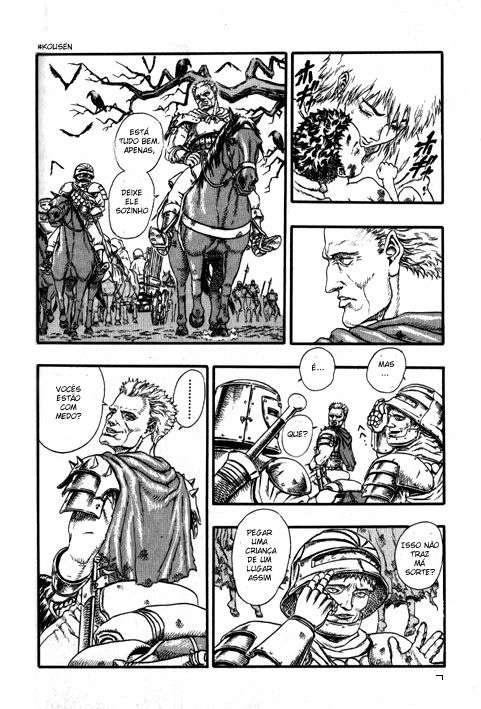 #KOUSEN
ESTÁ
TUDO BEM.
APENAS,
DEIXE
ELE
SOZINHO
É...
MAS ...
QUÊ?
.........
VOCÊS
ESTÃO
COM
MEDO?
PEGAR
UMA
CRIANÇA
DE UM
LUGAR
ASSIM
ISSO NÃO
TRAZ
MÁ
SORTE?